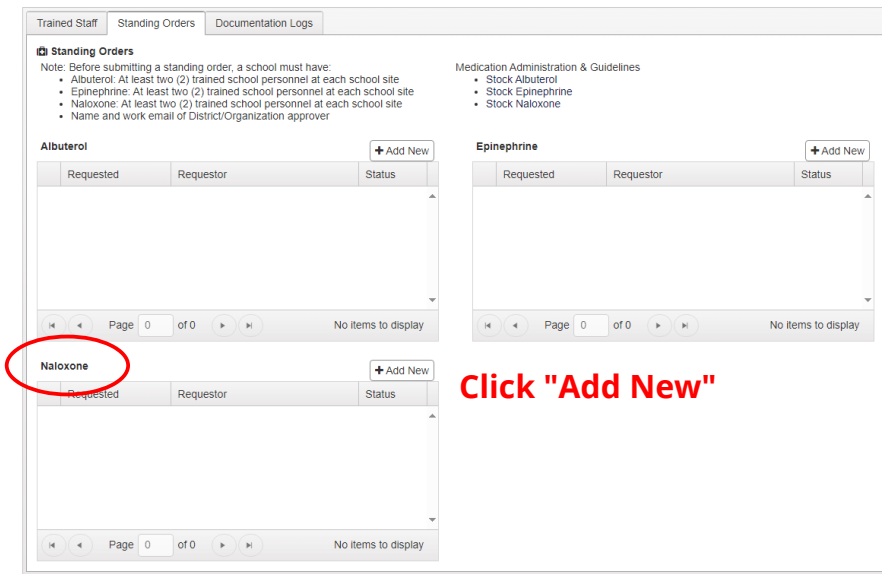 Trained Staff Standing Orders Documentation Logs
Standing Orders
Note: Before submitting a standing order, a school must have:
• Albuterol: At least two (2) trained school personnel at each school site
• Epinephrine: At least two (2) trained school personnel at each school site
• Naloxone: At least two (2) trained school personnel at each school site
• Name and work email of District/Organization approver
Medication Administration & Guidelines
• Stock Albuterol
• Stock Epinephrine
• Stock Naloxone
Albuterol + Add New
Requested Requestor Status
Page 0 of 0 No items to display
Epinephrine + Add New
Requested Requestor Status
Page 0 of 0 No items to display
Naloxone + Add New
Requested Requestor Status
Page 0 of 0 No items to display
Click "Add New"